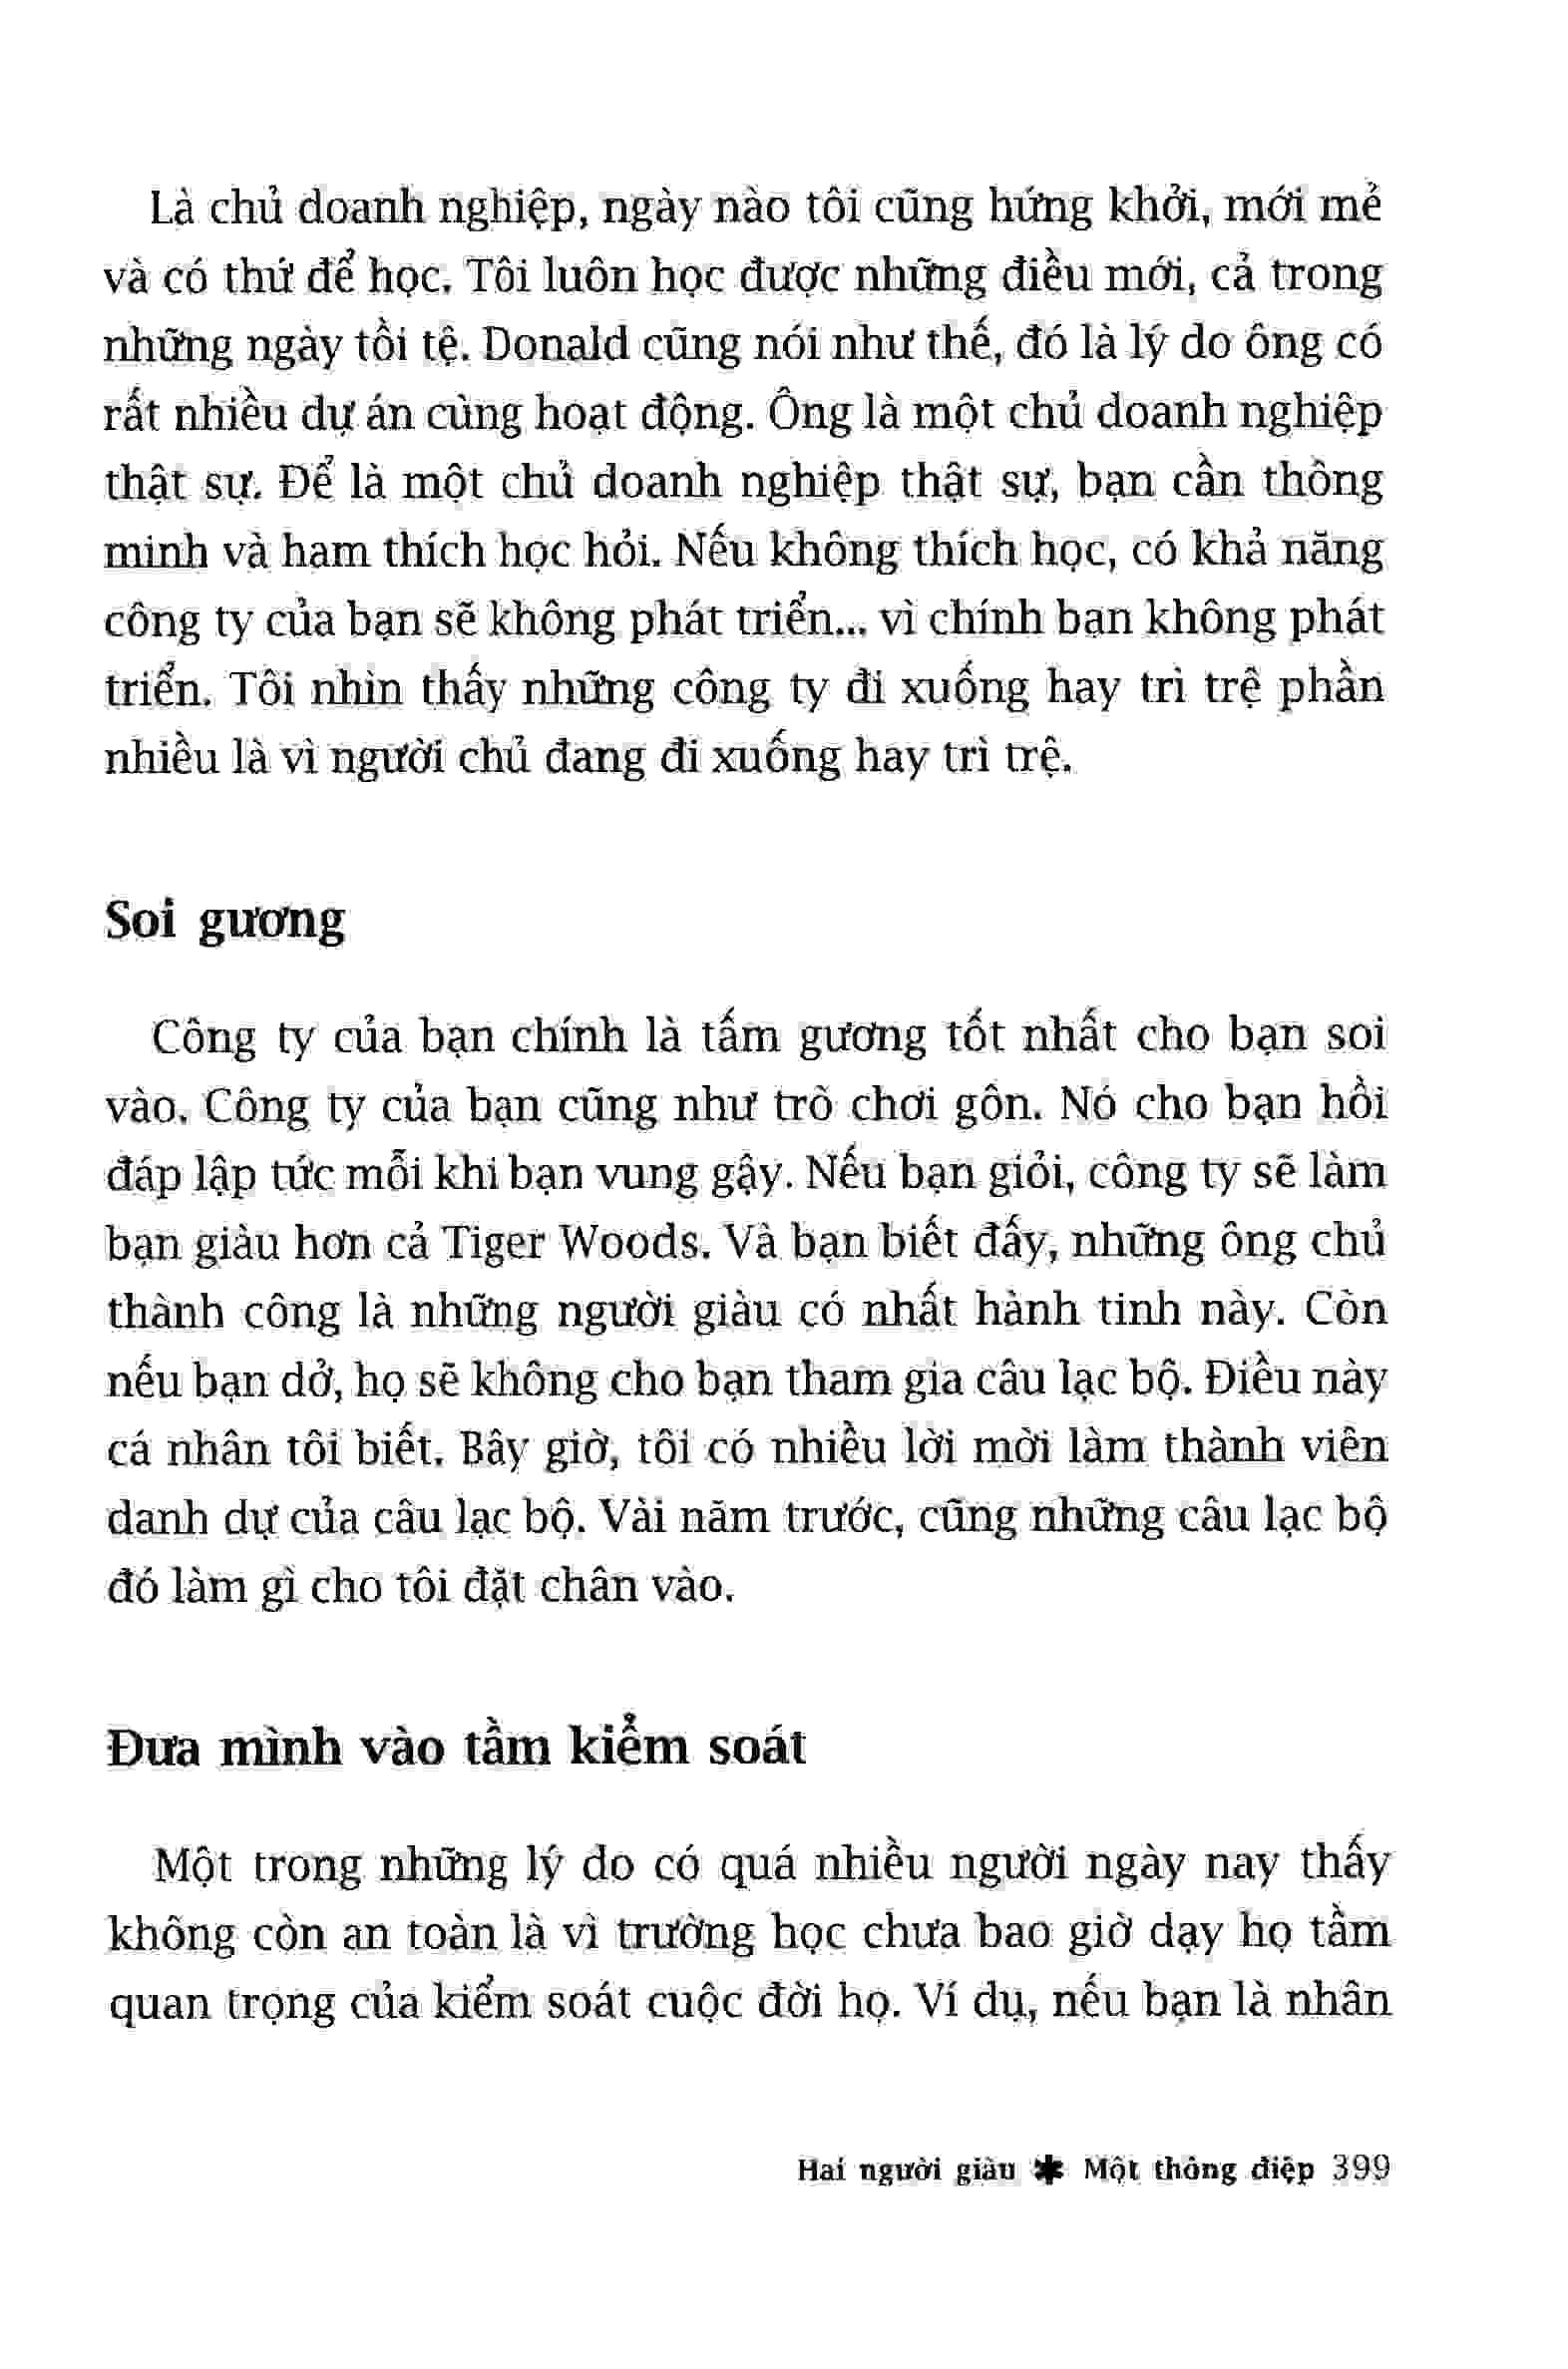 Là chủ doanh nghiệp, ngày nào tôi cũng hứng khởi, mới mẻ
và có thứ để học. Tôi luôn học được những điều mới, cả trong
những ngày tồi tệ. Donald cũng nói như thế, đó là lý do ông có
rất nhiều dự án cùng hoạt động. Ông là một chủ doanh nghiệp
thật sự. Để là một chủ doanh nghiệp thật sự, bạn cần thông
minh và ham thích học hỏi. Nếu không thích học, có khả năng
công ty của bạn sẽ không phát triển... vì chính bạn không phát
triển. Tôi nhìn thấy những công ty đi xuống hay trì trệ phần
nhiều là vì người chủ đang đi xuống hay trì trệ.
Soi gương
Công ty của bạn chính là tấm gương tốt nhất cho bạn soi
vào. Công ty của bạn cũng như trò chơi gôn. Nó cho bạn hồi
đáp lập tức mỗi khi bạn vung gậy. Nếu bạn giỏi, công ty sẽ làm
bạn giàu hơn cả Tiger Woods. Và bạn biết đấy, những ông chủ
thành công là những người giàu có nhất hành tinh này. Còn
nếu bạn dở, họ sẽ không cho bạn tham gia câu lạc bộ. Điều này
cá nhân tôi biết. Bây giờ, tôi có nhiều lời mời làm thành viên
danh dự của câu lạc bộ. Vài năm trước, cũng những câu lạc bộ
đó làm gì cho tôi đặt chân vào.
Đưa mình vào tầm kiểm soát
Một trong những lý do có quá nhiều người ngày nay thấy
không còn an toàn là vì trường học chưa bao giờ dạy họ tầm
quan trọng của kiểm soát cuộc đời họ. Ví dụ, nếu bạn là nhân
Hai người giàu ✱ Một thông điệp 399